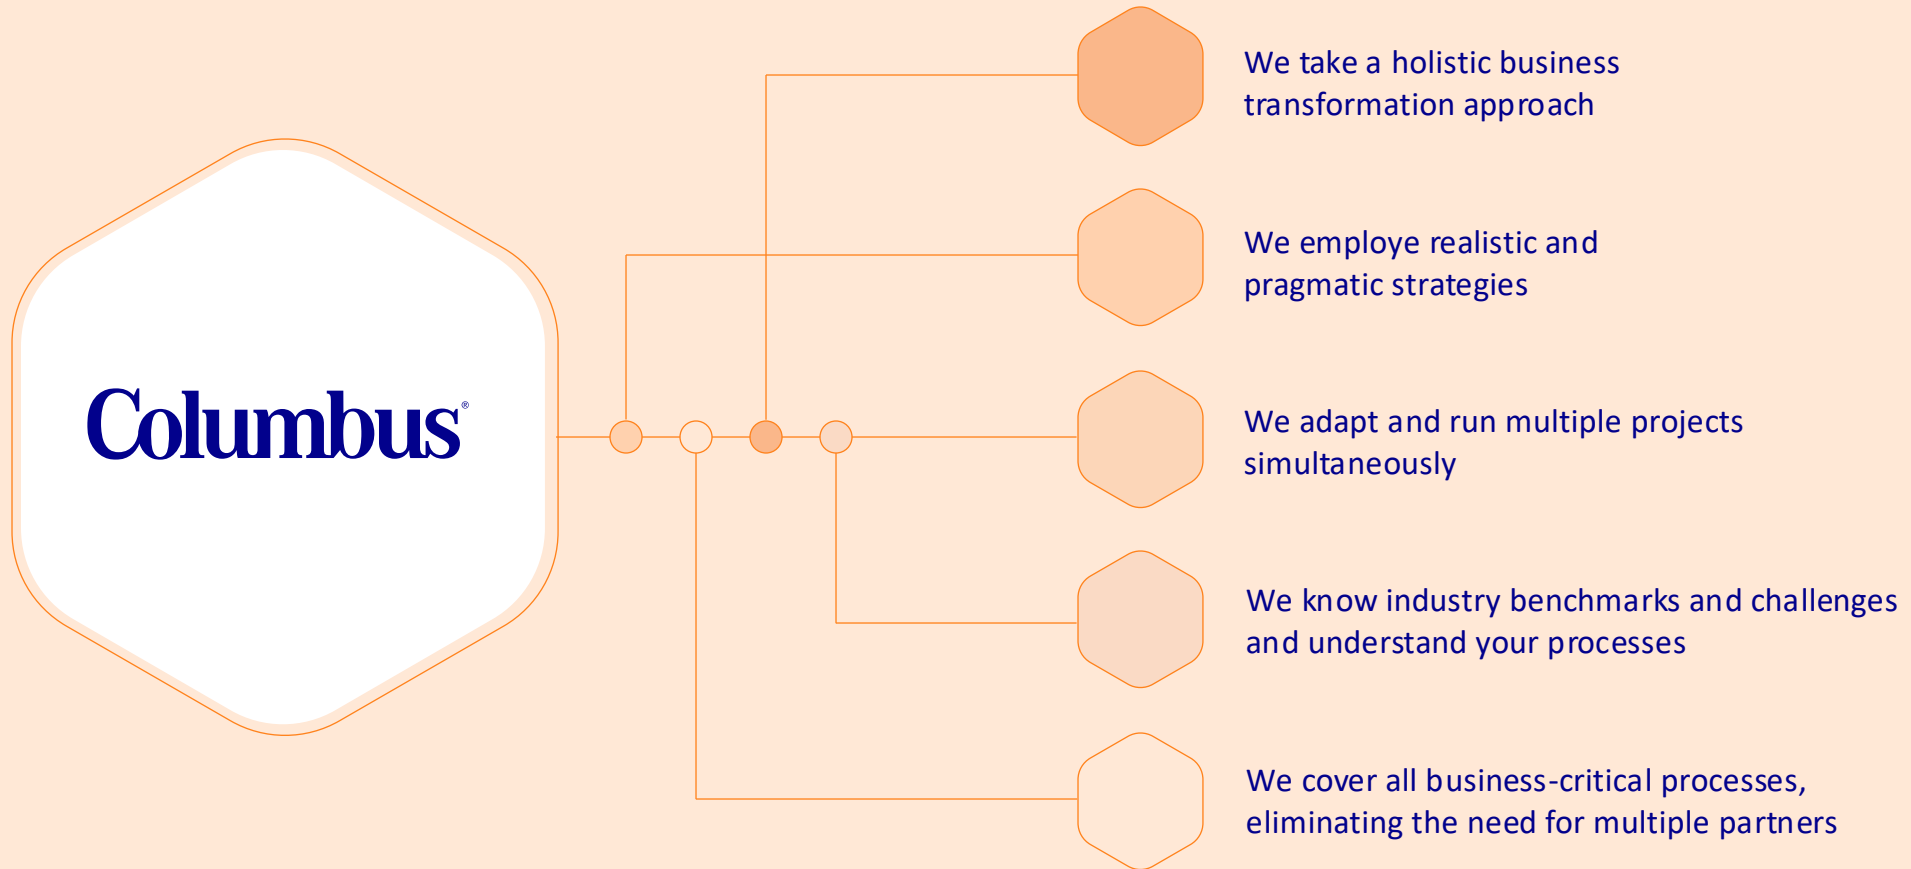 Columbus®
We take a holistic business
transformation approach
We employe realistic and
pragmatic strategies
We adapt and run multiple projects
simultaneously
We know industry benchmarks and challenges
and understand your processes
We cover all business-critical processes,
eliminating the need for multiple partners